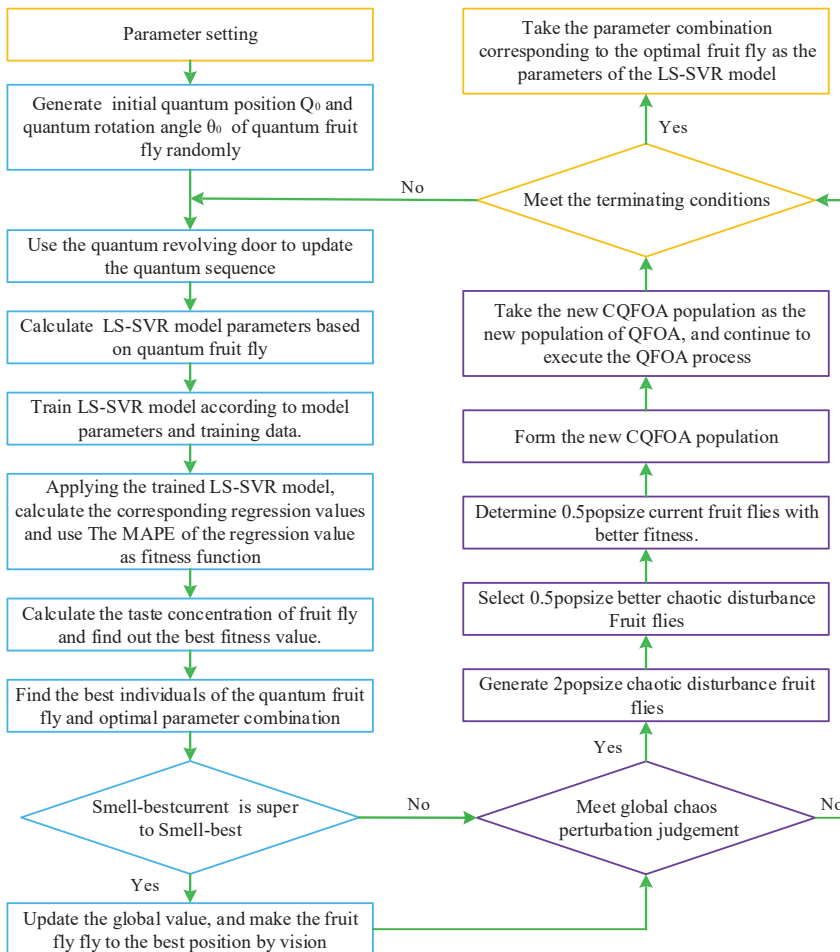 Parameter setting
Generate initial quantum position Q₀ and
quantum rotation angle θ₀ of quantum fruit
fly randomly
Use the quantum revolving door to update
the quantum sequence
Calculate LS-SVR model parameters based
on quantum fruit fly
Train LS-SVR model according to model
parameters and training data.
Applying the trained LS-SVR model,
calculate the corresponding regression values
and use The MAPE of the regression value
as fitness function
Calculate the taste concentration of fruit fly
and find out the best fitness value.
Find the best individuals of the quantum fruit
fly and optimal parameter combination
Smell-bestcurrent is super
to Smell-best
No
Yes
Update the global value, and make the fruit
fly fly to the best position by vision
Take the parameter combination
corresponding to the optimal fruit fly as the
parameters of the LS-SVR model
Yes
No
Meet the terminating conditions
Take the new CQFOA population as the
new population of QFOA, and continue to
execute the QFOA process
Form the new CQFOA population
Determine 0.5popsize current fruit flies with
better fitness.
Select 0.5popsize better chaotic disturbance
Fruit flies
Generate 2popsize chaotic disturbance fruit
flies
Yes
Meet global chaos
perturbation judgement
No